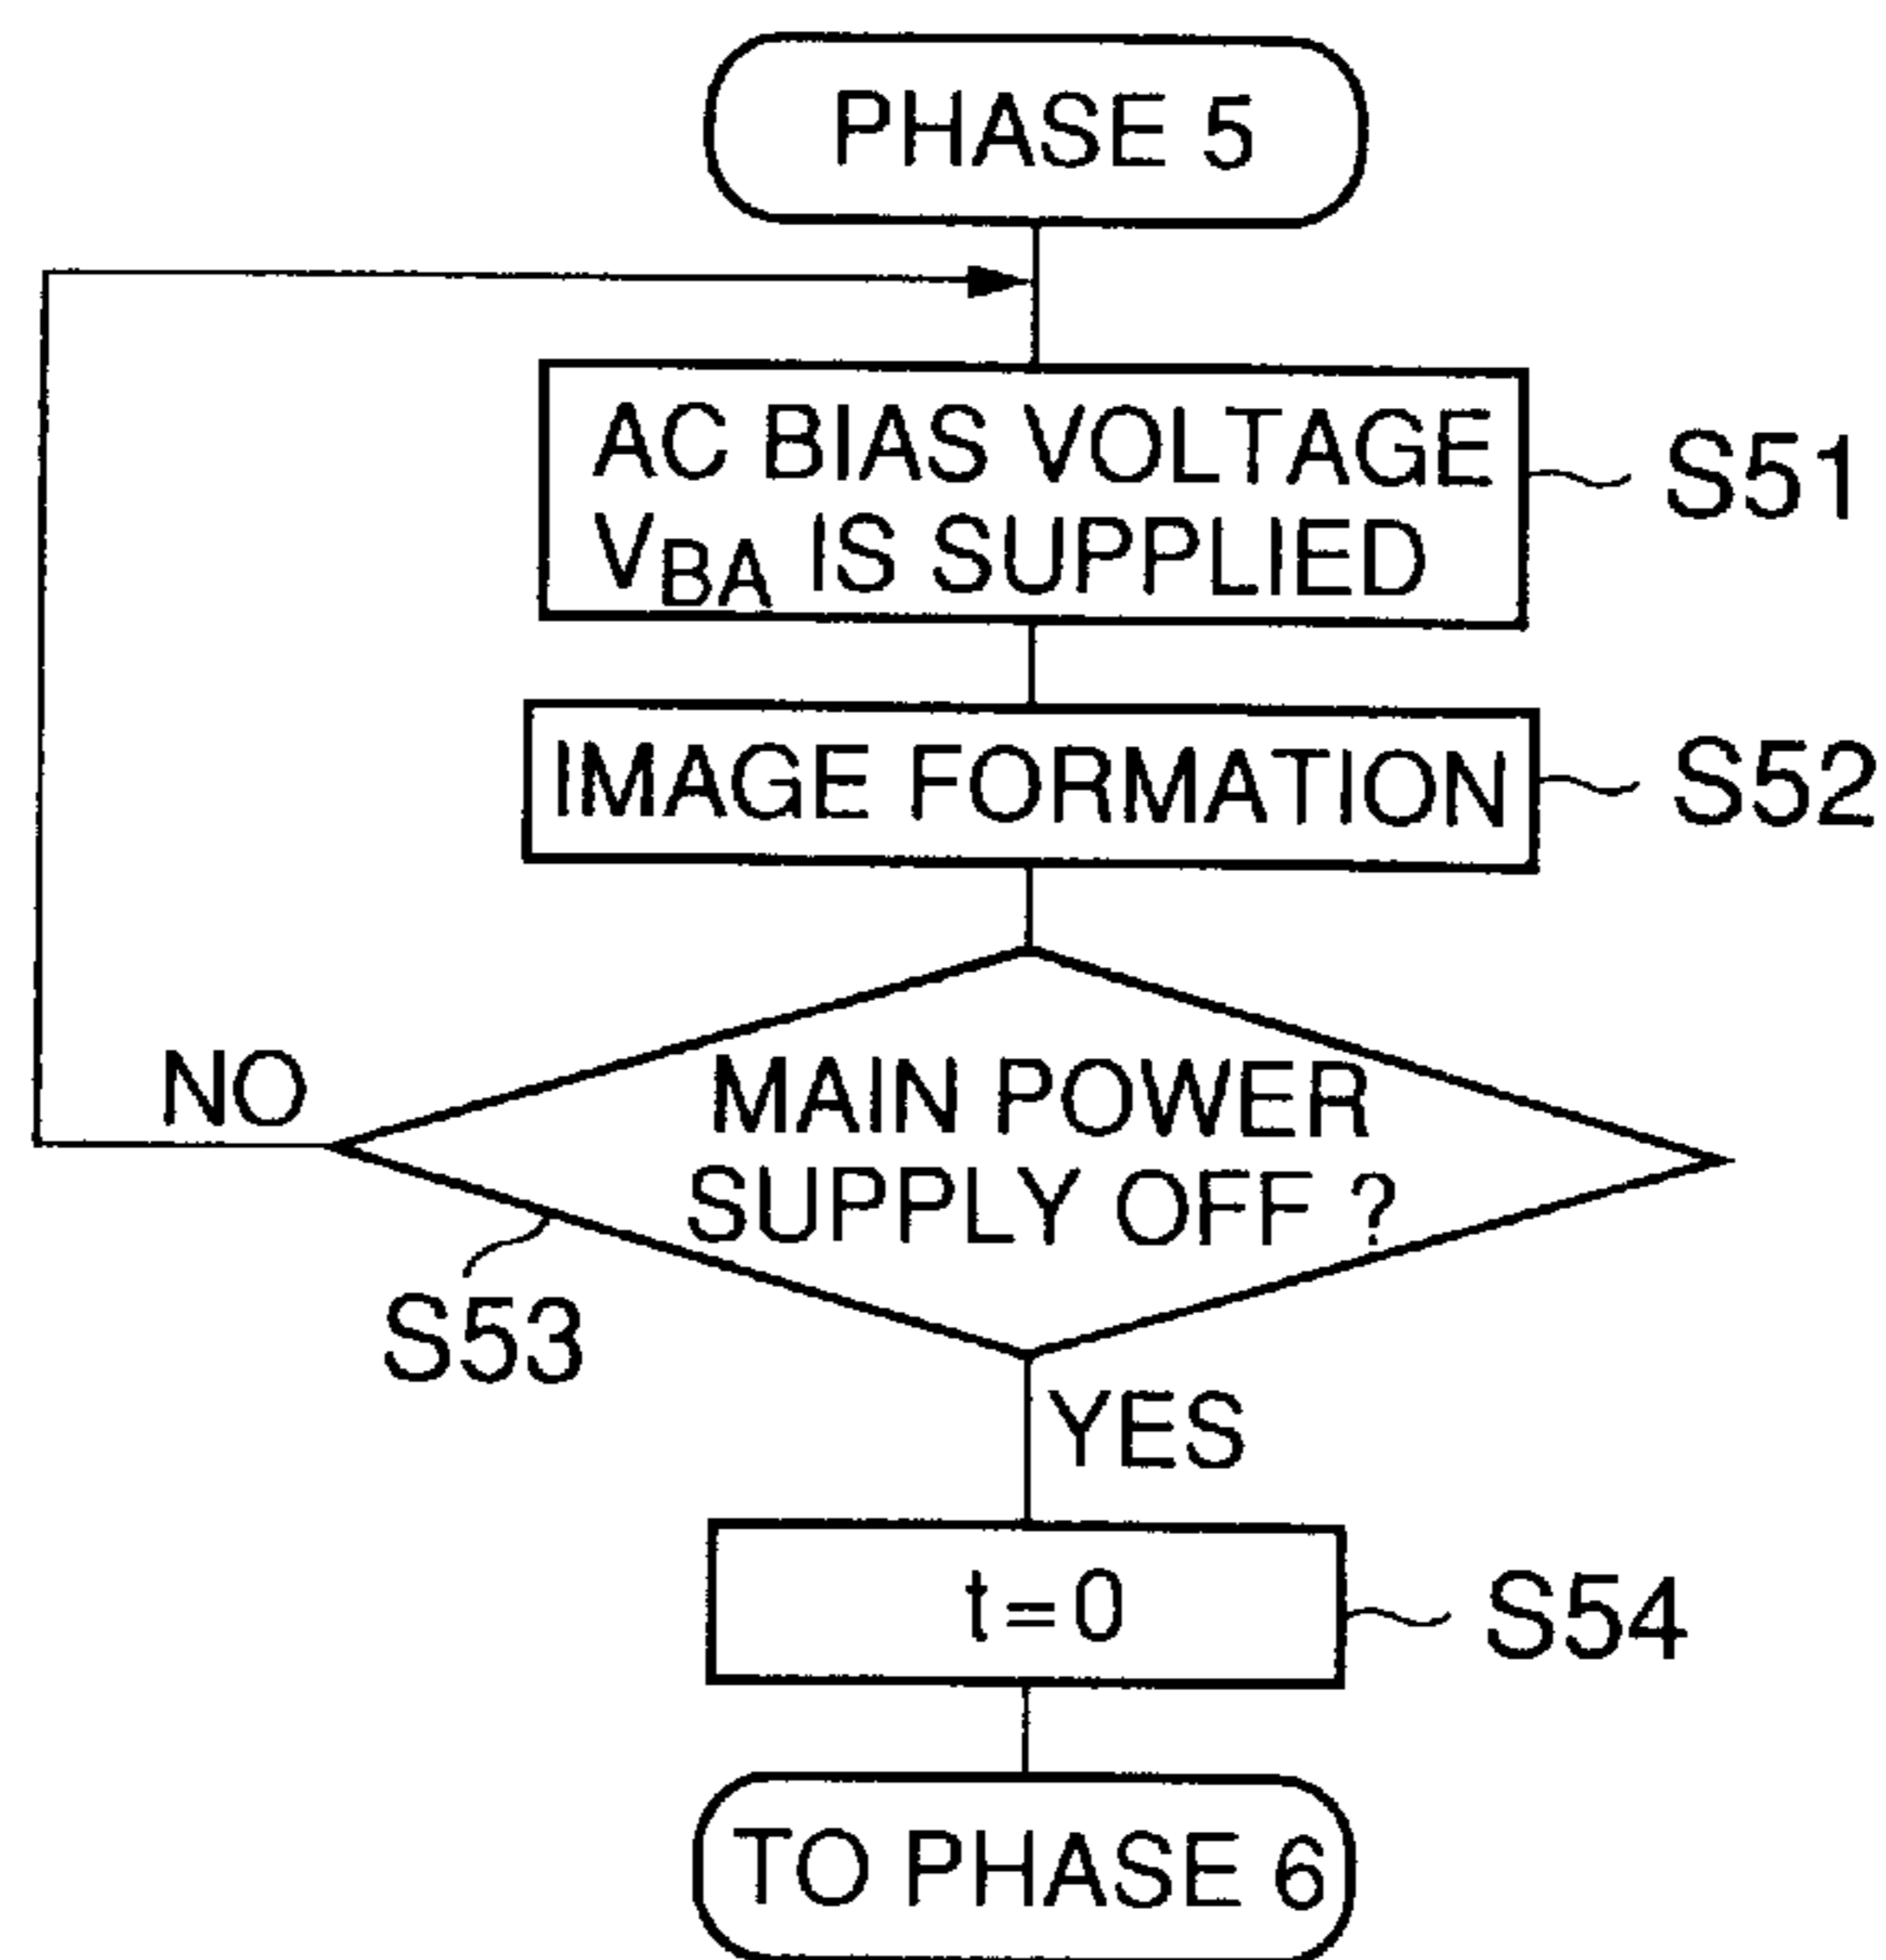 PHASE 5
AC BIAS VOLTAGE
VBA IS SUPPLIED
S51
IMAGE FORMATION
S52
NO
MAIN POWER
SUPPLY OFF ?
S53
YES
t=0
S54
TO PHASE 6